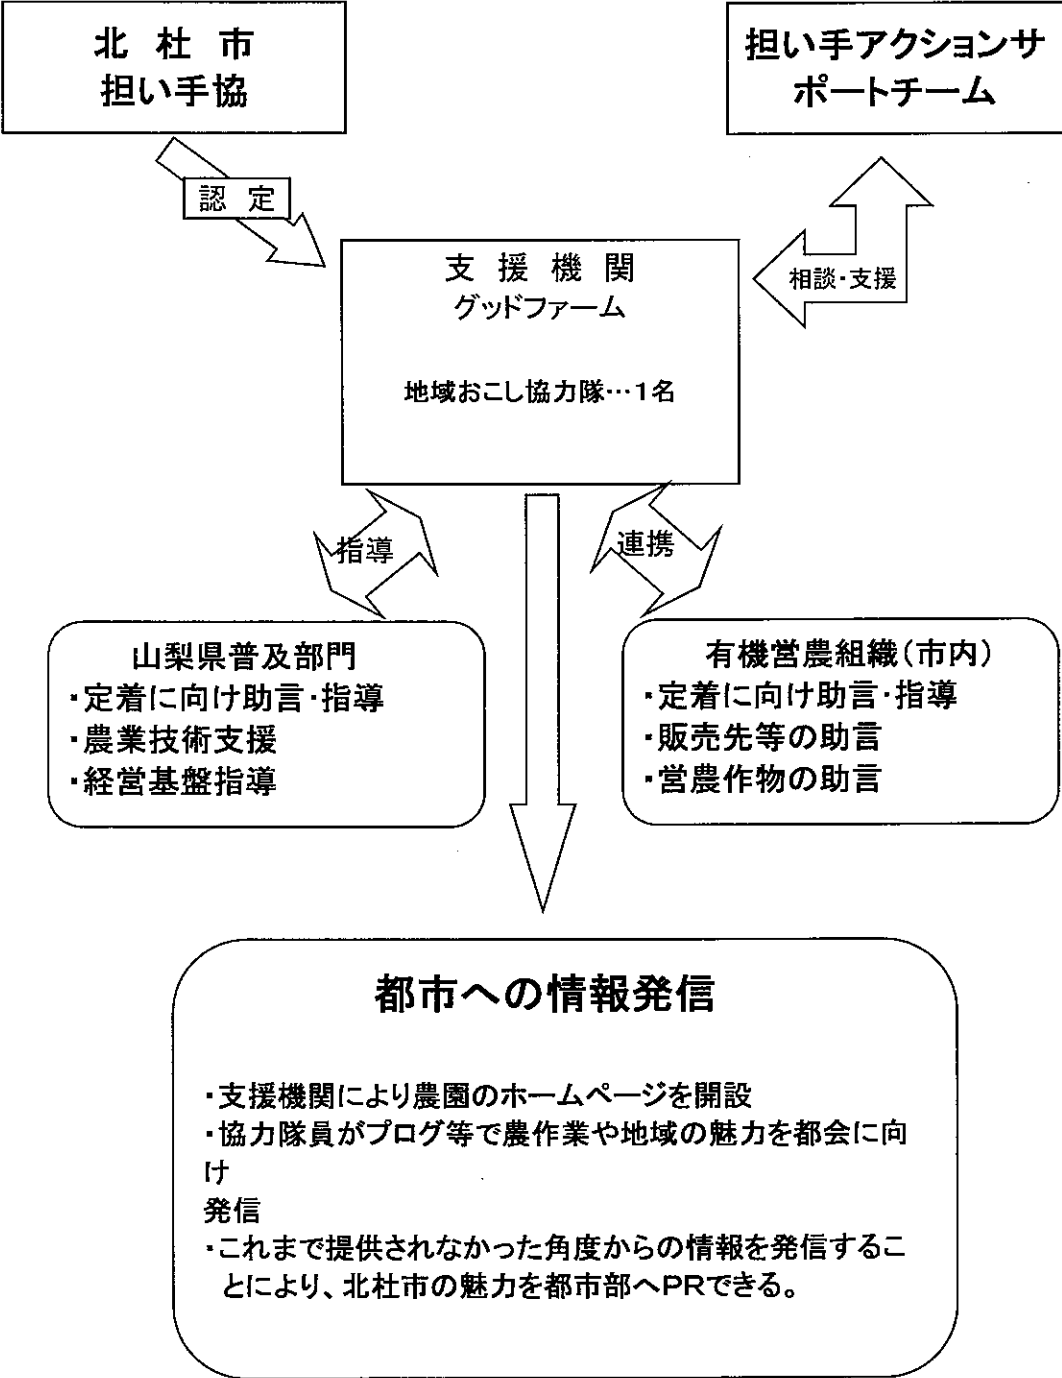 北 杜 市
担い手協
担い手アクションサ
ポートチーム
認 定
支 援 機 関
グッドファーム
地域おこし協力隊…１名
相談・支援
指導
連携
山梨県普及部門
・定着に向け助言・指導
・農業技術支援
・経営基盤指導
有機営農組織（市内）
・定着に向け助言・指導
・販売先等の助言
・営農作物の助言
都市への情報発信
・支援機関により農園のホームページを開設
・協力隊員がブログ等で農作業や地域の魅力を都会に向
け
発信
・これまで提供されなかった角度からの情報を発信するこ
とにより、北杜市の魅力を都市部へPRできる。